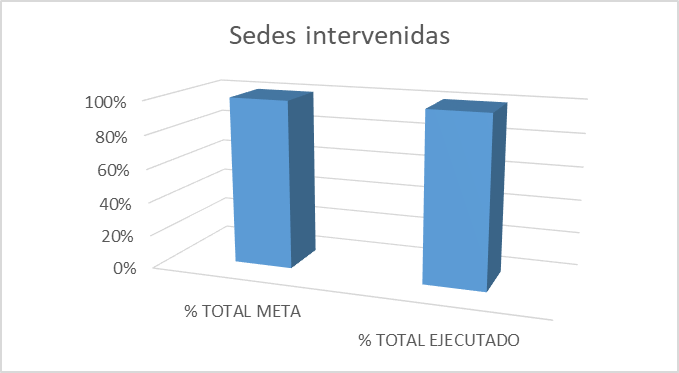 Sedes intervenidas
100%
80%
60%
40%
20%
0%
% TOTAL META
% TOTAL EJECUTADO